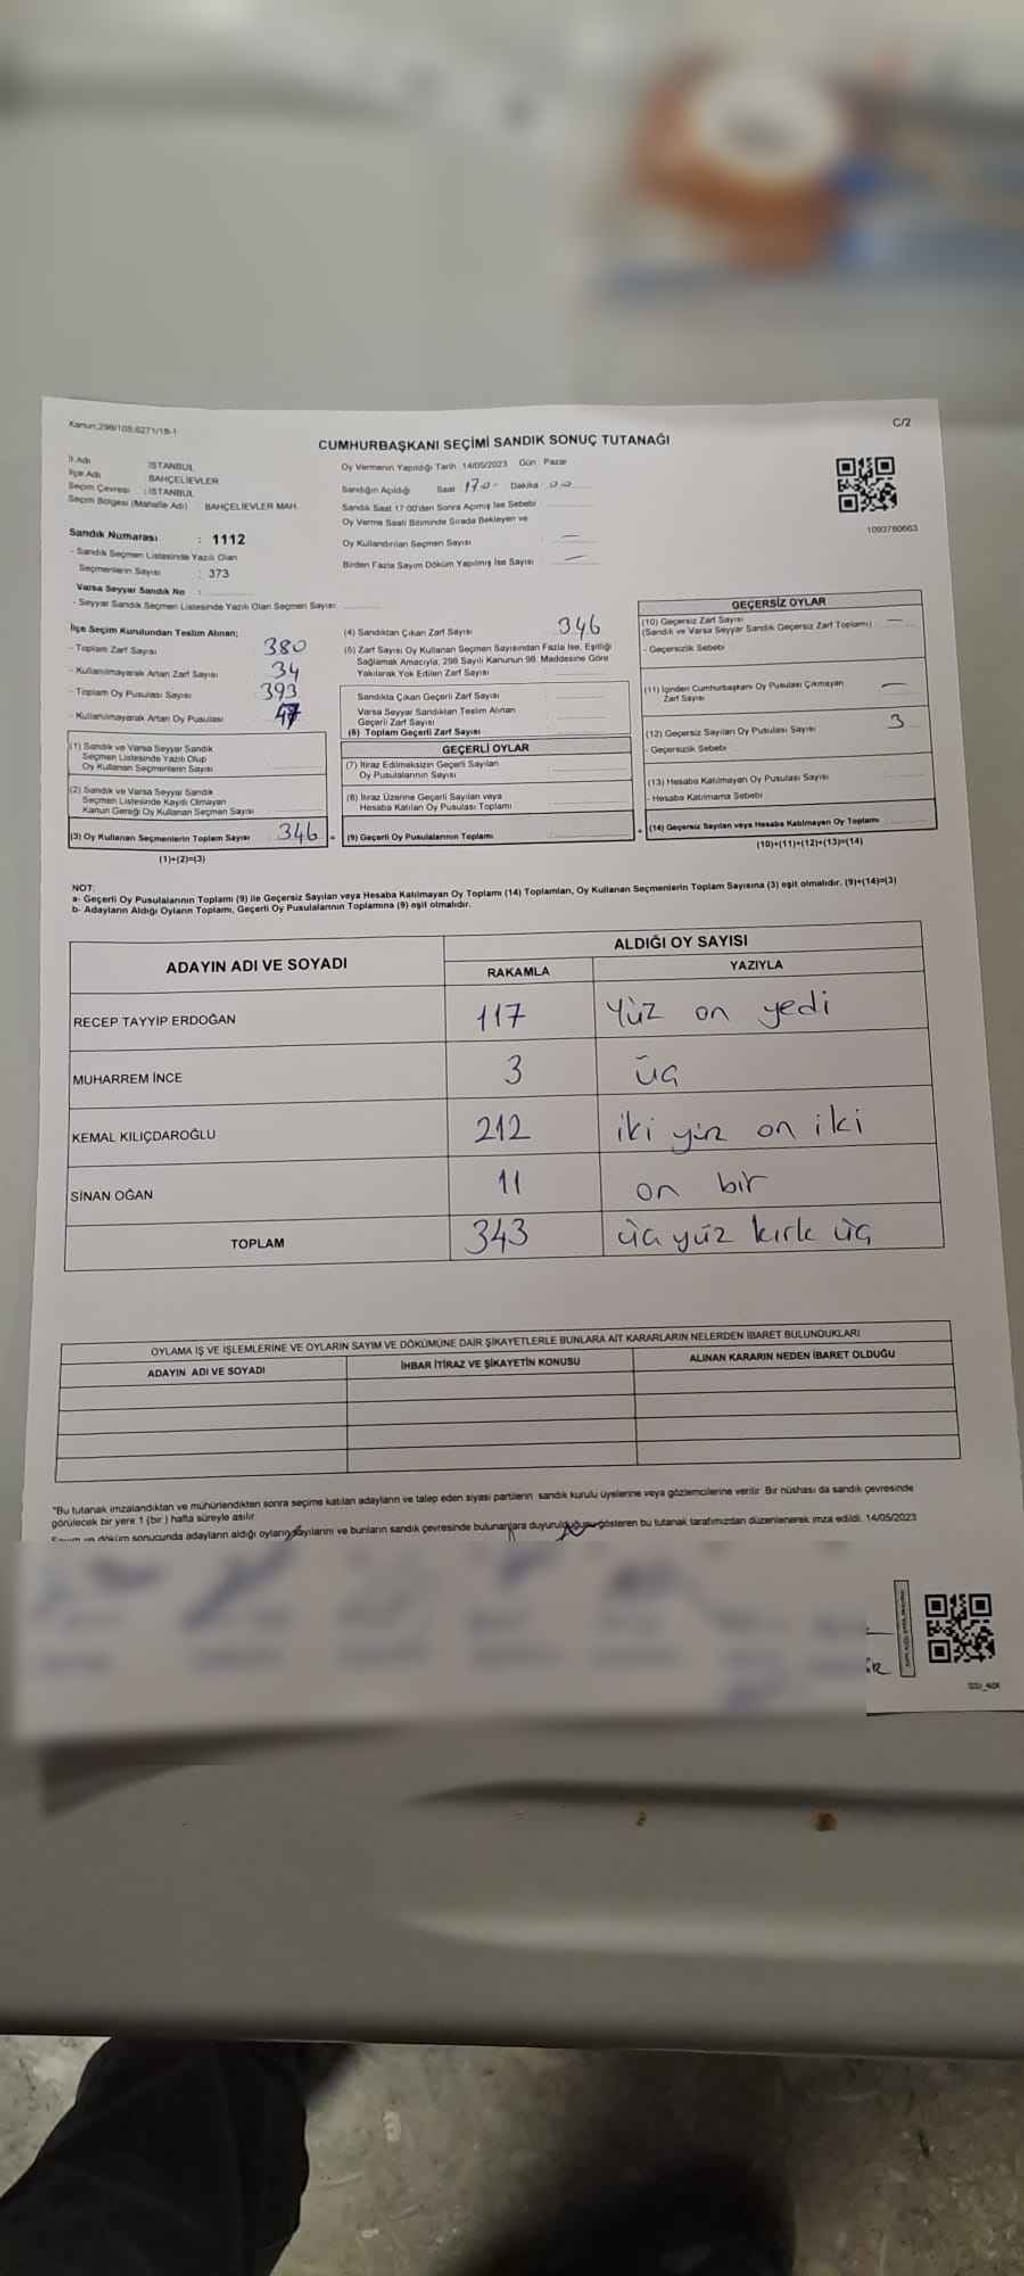 Kanun:298/105,6271/18-1
C/2
CUMHURBAŞKANI SEÇİMİ SANDIK SONUÇ TUTANAĞI
İl Adı : İSTANBUL
İlçe Adı : BAHÇELİEVLER
Seçim Çevresi : İSTANBUL
Seçim Bölgesi (Mahalle Adı) BAHÇELİEVLER MAH.
Sandık Numarası : 1112
- Sandık Seçmen Listesinde Yazılı Olan
Seçmenlerin Sayısı : 373
Varsa Seyyar Sandık No :
- Seyyar Sandık Seçmen Listesinde Yazılı Olan Seçmen Sayısı
Oy Vermenin Yapıldığı Tarih 14/05/2023 Gün : Pazar
Sandığın Açıldığı Saat 170- Dakika 00
Sandık Saat 17:00'den Sonra Açımış İse Sebebi
Oy Verme Saati Bitiminde Sırada Bekleyen ve
Oy Kullandırılan Seçmen Sayısı : —
Birden Fazla Sayım Döküm Yapılmış İse Sayısı —
1093780663
İlçe Seçim Kurulundan Teslim Alınan;
- Toplam Zarf Sayısı 380
- Kullanılmayarak Artan Zarf Sayısı 34
- Toplam Oy Pusulası Sayısı 393
- Kullanılmayarak Artan Oy Pusulası 47
(1) Sandık ve Varsa Seyyar Sandık
Seçmen Listesinde Yazılı Olup
Oy Kullanan Seçmenlerin Sayısı
(2) Sandık ve Varsa Seyyar Sandık
Seçmen Listesinde Kaydı Olmayan
Kanun Gereği Oy Kullanan Seçmen Sayısı
(3) Oy Kullanan Seçmenlerin Toplam Sayısı 346 =
(1)+(2)=(3)
(4) Sandıktan Çıkan Zarf Sayısı 346
(5) Zarf Sayısı Oy Kullanan Seçmen Sayısından Fazla İse, Eşitliği
Sağlamak Amacıyla, 298 Sayılı Kanunun 98. Maddesine Göre
Yakılarak Yok Edilen Zarf Sayısı
Sandıkta Çıkan Geçerli Zarf Sayısı
Varsa Seyyar Sandıktan Teslim Alınan
Geçerli Zarf Sayısı
(6) Toplam Geçerli Zarf Sayısı
GEÇERLİ OYLAR
(7) İtiraz Edilmeksizin Geçerli Sayılan
Oy Pusulalarının Sayısı
(8) İtiraz Üzerine Geçerli Sayılan veya
Hesaba Katılan Oy Pusulası Toplamı
(9) Geçerli Oy Pusulalarının Toplamı +
GEÇERSİZ OYLAR
(10) Geçersiz Zarf Sayısı
(Sandık ve Varsa Seyyar Sandık Geçersiz Zarf Toplamı) —
- Geçersizlik Sebebi
(11) İçinden Cumhurbaşkanı Oy Pusulası Çıkmayan
Zarf Sayısı —
(12) Geçersiz Sayılan Oy Pusulası Sayısı 3
- Geçersizlik Sebebi
(13) Hesaba Katılmayan Oy Pusulası Sayısı
- Hesaba Katılmama Sebebi
(14) Geçersiz Sayılan veya Hesaba Katılmayan Oy Toplamı
(10)+(11)+(12)+(13)=(14)
NOT:
a- Geçerli Oy Pusulalarının Toplamı (9) ile Geçersiz Sayılan veya Hesaba Katılmayan Oy Toplamı (14) Toplamları, Oy Kullanan Seçmenlerin Toplam Sayısına (3) eşit olmalıdır. (9)+(14)=(3)
b- Adayların Aldığı Oyların Toplamı, Geçerli Oy Pusulalarının Toplamına (9) eşit olmalıdır.
ADAYIN ADI VE SOYADI
ALDIĞI OY SAYISI
RAKAMLA YAZIYLA
RECEP TAYYİP ERDOĞAN 117 Yüz on yedi
MUHARREM İNCE 3 üç
KEMAL KILIÇDAROĞLU 212 iki yüz on iki
SİNAN OĞAN 11 on bir
TOPLAM 343 üç yüz kırk üç
OYLAMA İŞ VE İŞLEMLERİNE VE OYLARIN SAYIM VE DÖKÜMÜNE DAİR ŞİKAYETLERLE BUNLARA AİT KARARLARIN NELERDEN İBARET BULUNDUKLARI
ADAYIN ADI VE SOYADI İHBAR İTİRAZ VE ŞİKAYETİN KONUSU ALINAN KARARIN NEDEN İBARET OLDUĞU
"Bu tutanak imzalandıktan ve mühürlendikten sonra seçime katılan adayların ve talep eden siyasi partilerin sandık kurulu üyelerine veya gözlemcilerine verilir. Bir nüshası da sandık çevresinde
görülecek bir yere 1 (bir) hafta süreyle asılır.
Sayım ve döküm sonucunda adayların aldığı oyların sayılarını ve bunların sandık çevresinde bulunanlara duyurulduğunu gösteren bu tutanak tarafımızdan düzenlenerek imza edildi. 14/05/2023